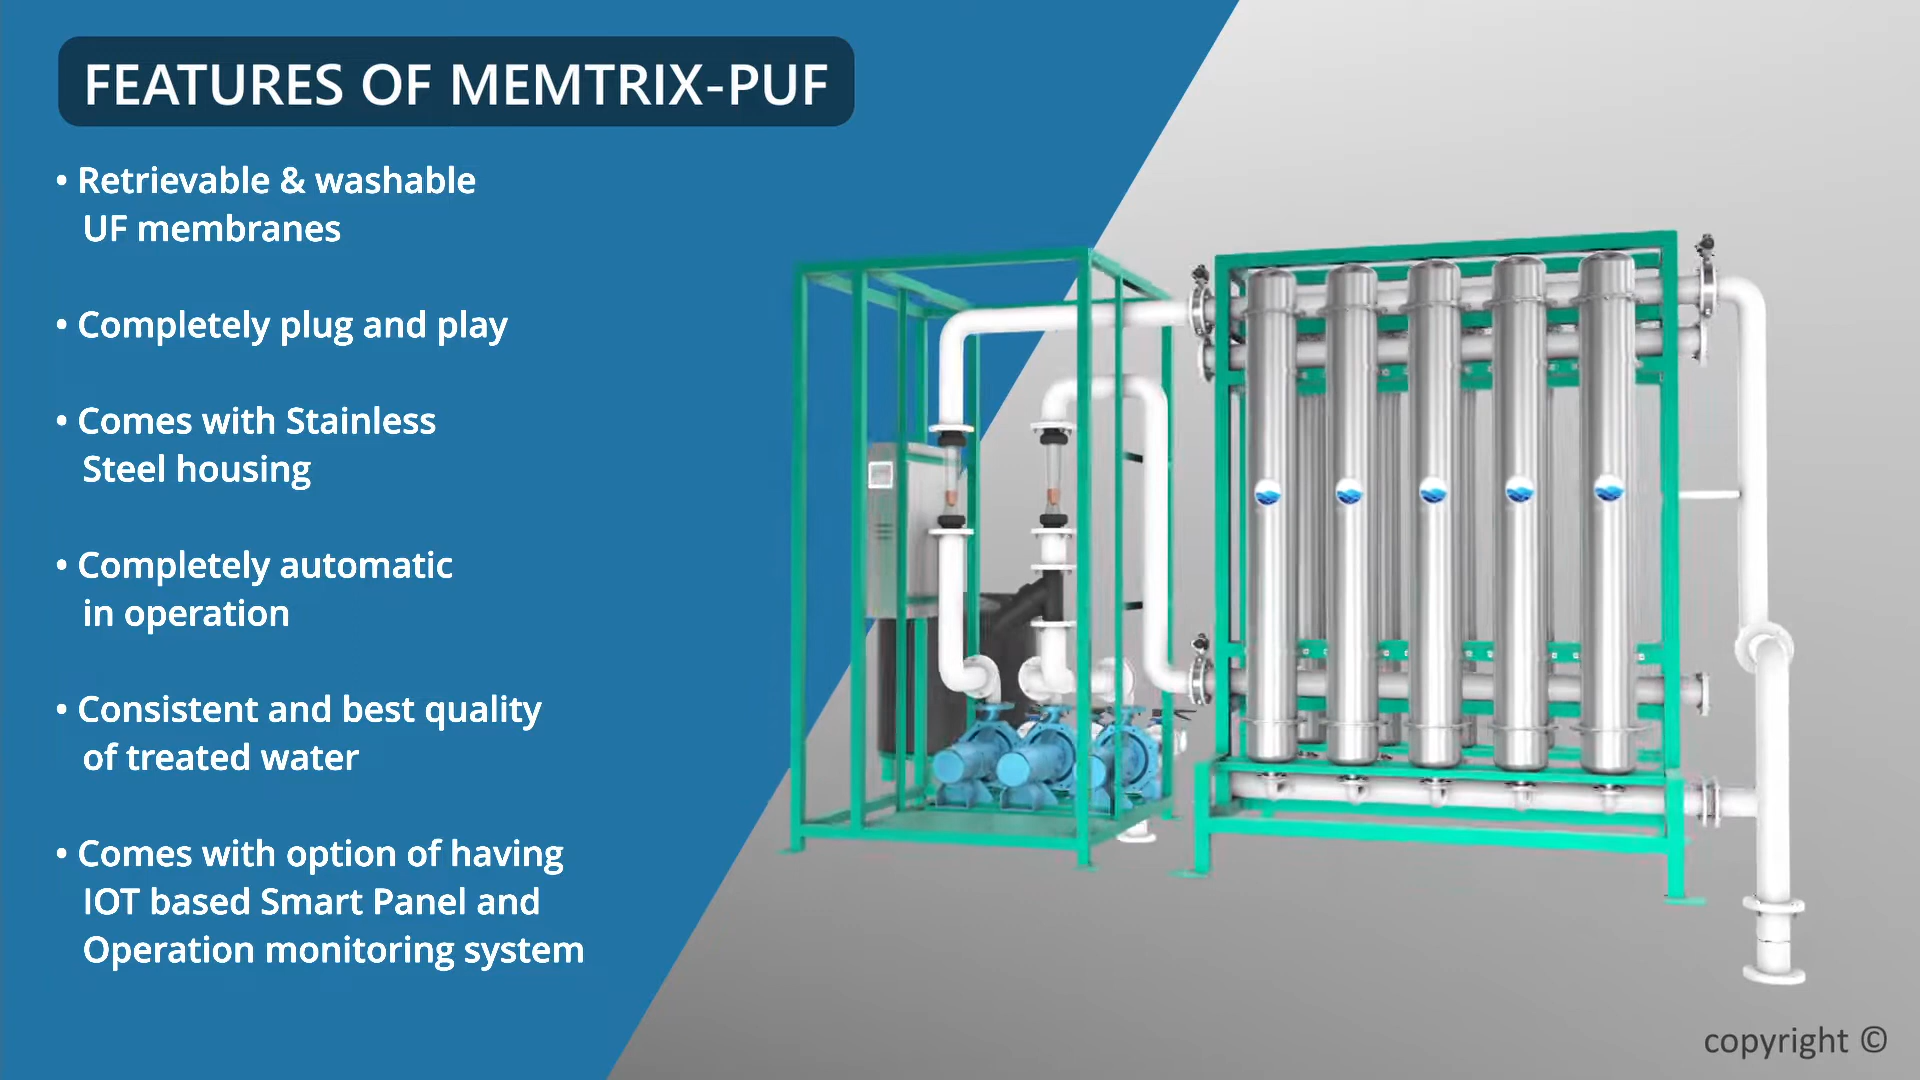 FEATURES OF MEMTRIX-PUF
• Retrievable & washable
UF membranes
• Completely plug and play
• Comes with Stainless
Steel housing
• Completely automatic
in operation
• Consistent and best quality
of treated water
• Comes with option of having
IOT based Smart Panel and
Operation monitoring system
copyright ©